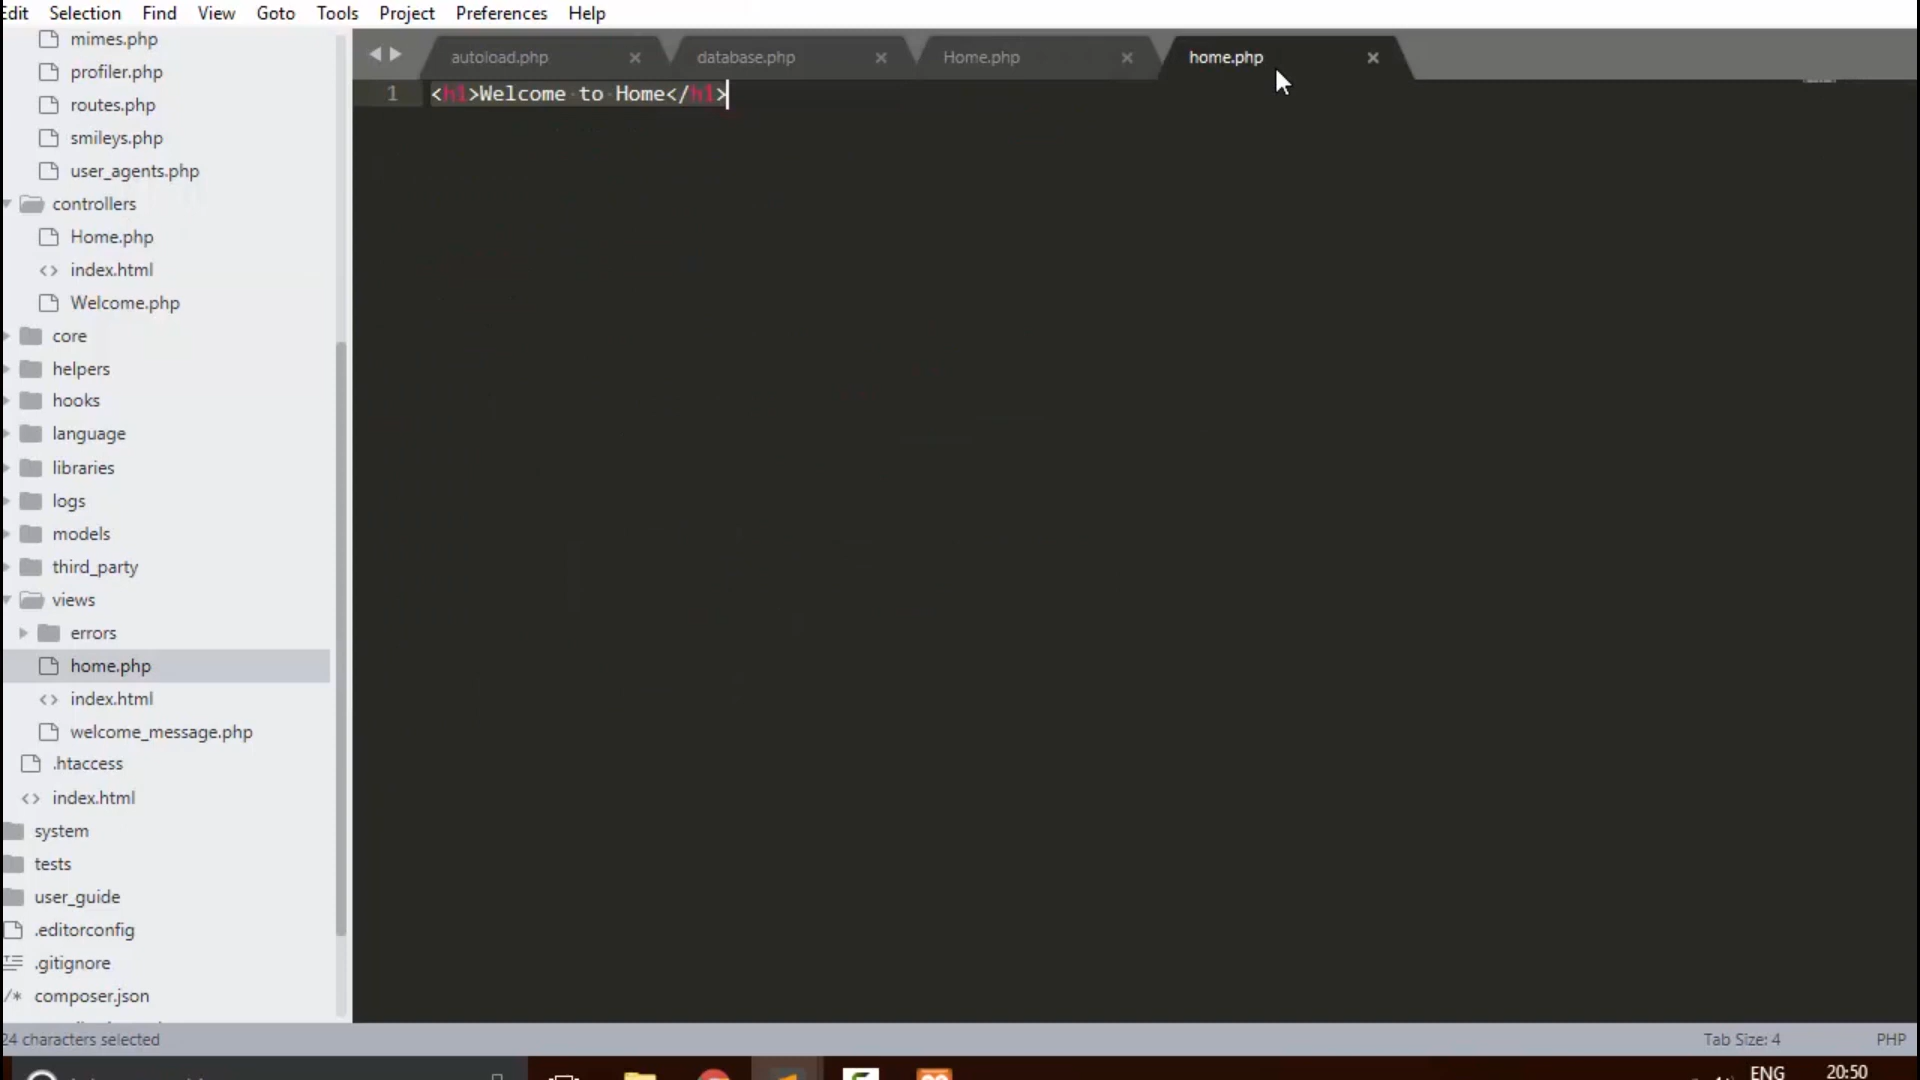 Edit Selection Find Goto View Tools Project Preferences Help
mimes.php
profiler.php
routes.php
smileys.php
user_agents.php
controllers
Home.php
index.html
Welcome.php
core
helpers
hooks
language
libraries
logs
models
third_party
views
errors
home.php
index.html
welcome_message.php
.htaccess
index.html
system
tests
user_guide
.editorconfig
.gitignore
composer.json
autoload.php × database.php × Home.php × home.php ×
1 <h1>Welcome to Home</h1>
24 characters selected
Tab Size: 4 PHP
ENG 20:50